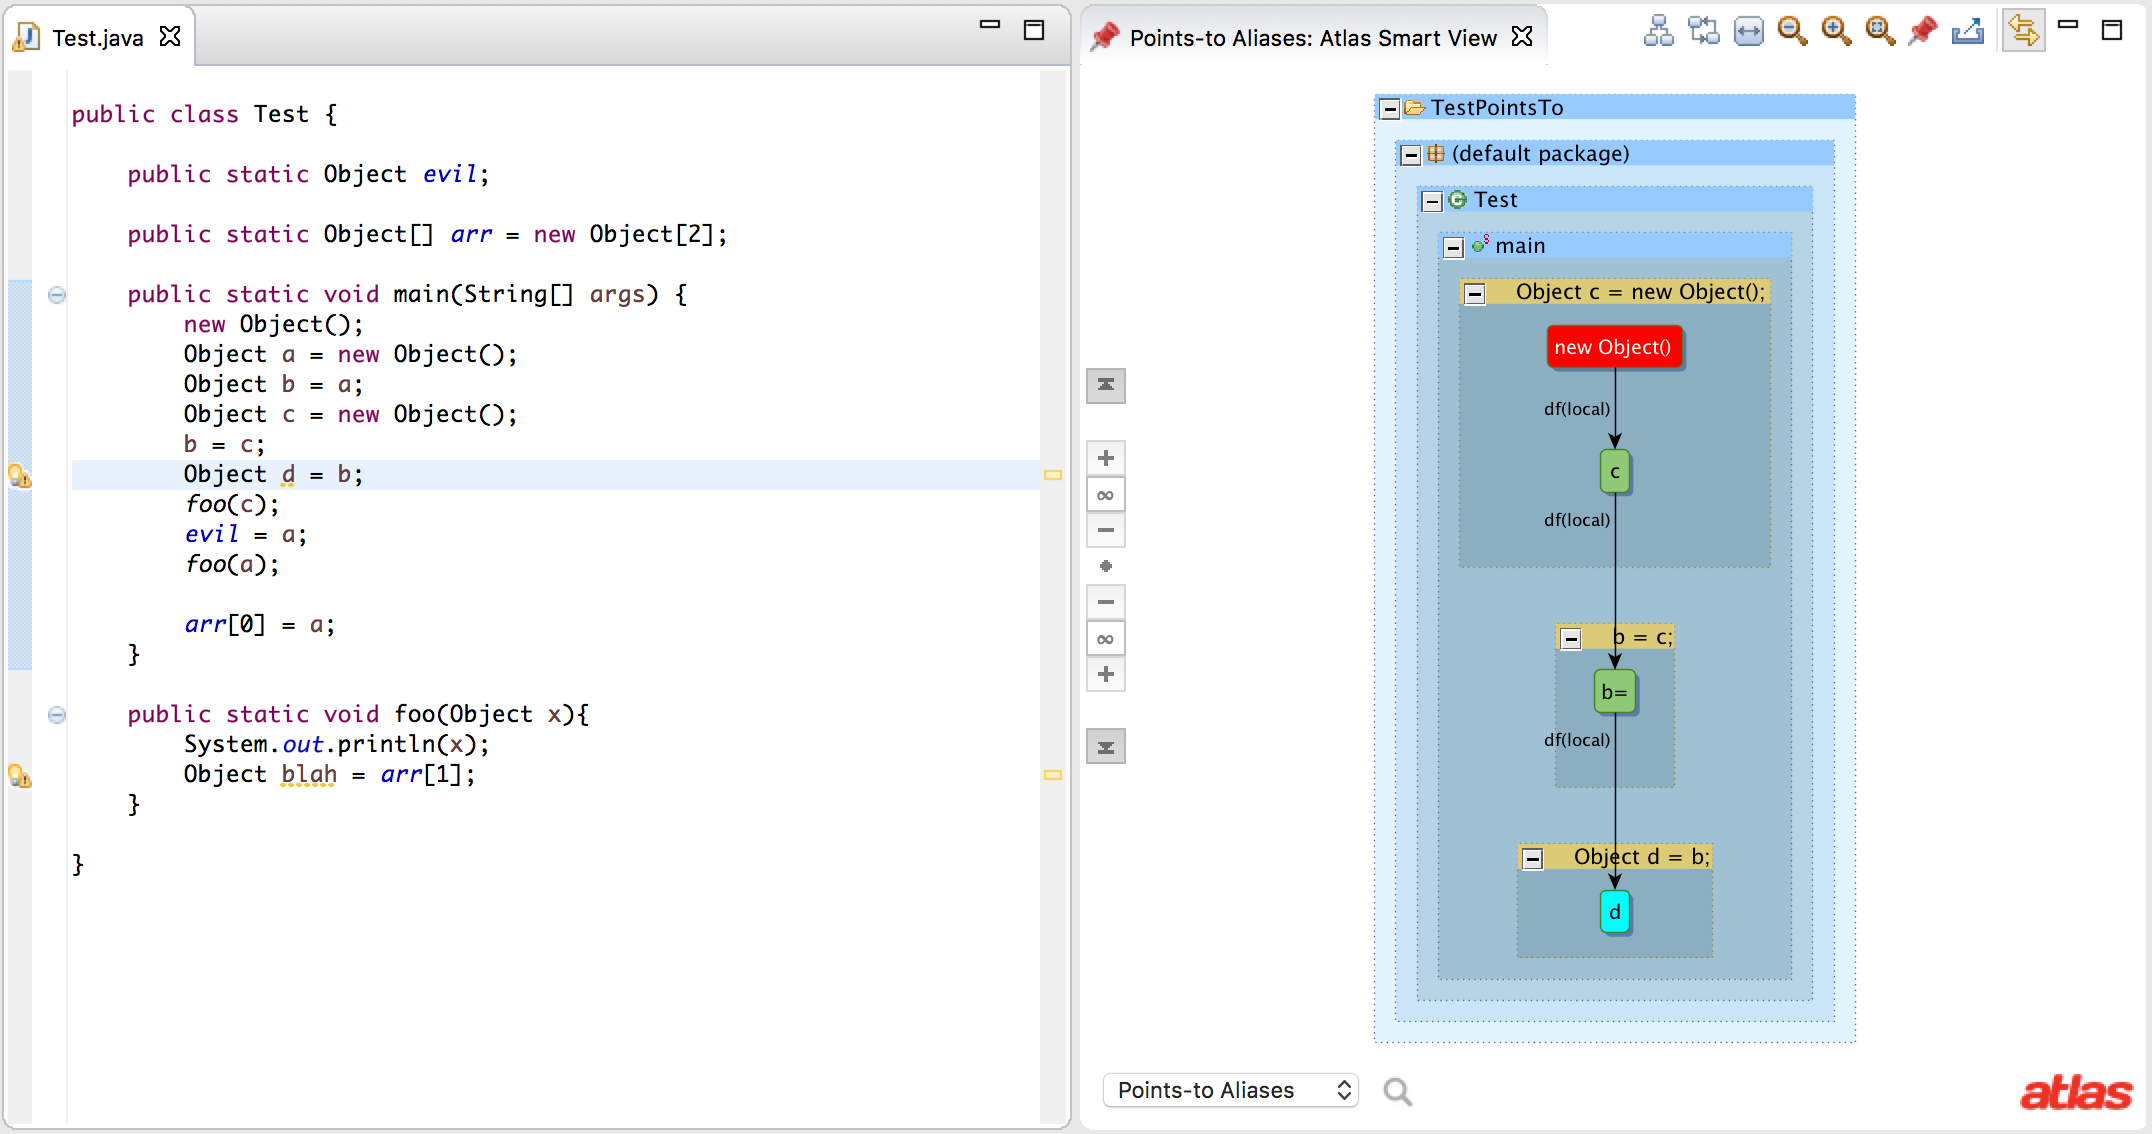 Test.java
public class Test {
public static Object evil;
public static Object[] arr = new Object[2];
public static void main(String[] args) {
new Object();
Object a = new Object();
Object b = a;
Object c = new Object();
b = c;
Object d = b;
foo(c);
evil = a;
foo(a);
arr[0] = a;
}
public static void foo(Object x){
System.out.println(x);
Object blah = arr[1];
}
}
Points-to Aliases: Atlas Smart View
TestPointsTo
(default package)
Test
main
Object c = new Object();
new Object()
df(local)
c
df(local)
b = c;
b=
df(local)
Object d = b;
d
Points-to Aliases
atlas